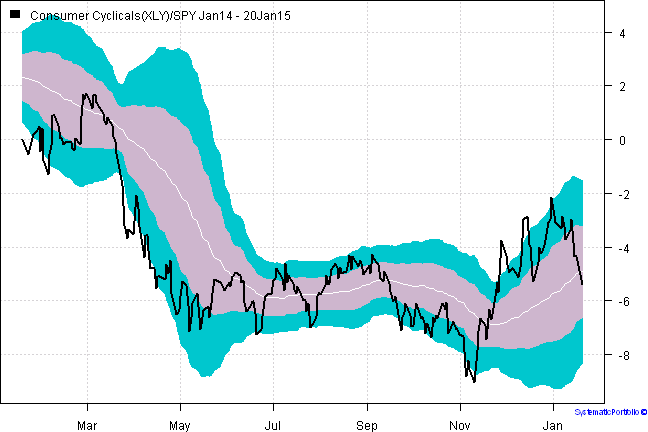 Consumer Cyclicals(XLY)/SPY Jan14 - 20Jan15
4
2
0
-2
-4
-6
-8
Mar May Jul Sep Nov Jan
SystematicPortfolio ©